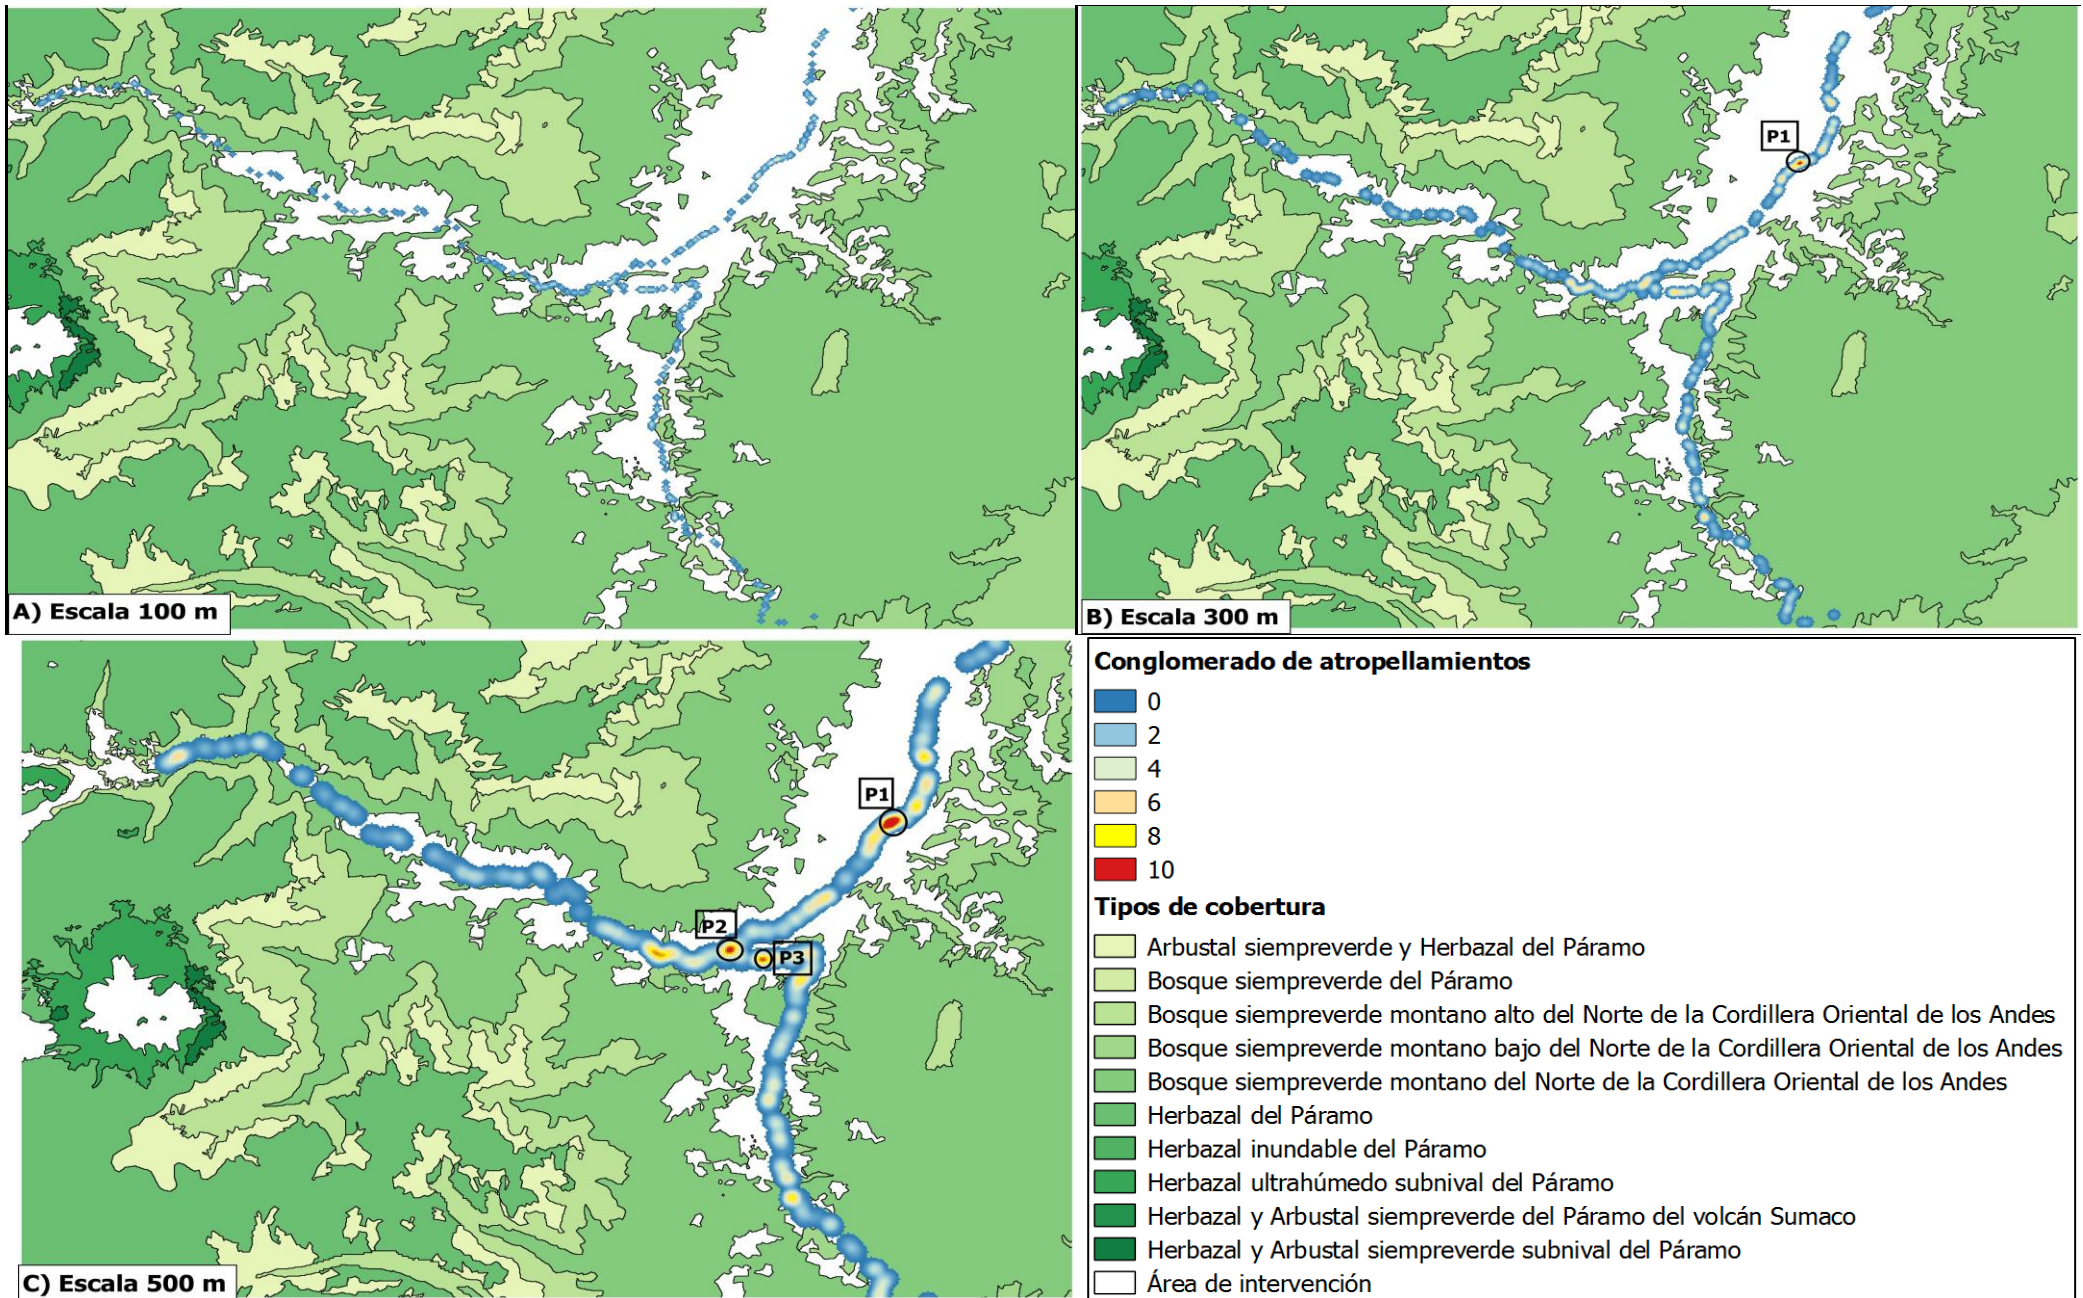 P1
A) Escala 100 m
B) Escala 300 m
P1
P2
P3
C) Escala 500 m
Conglomerado de atropellamientos
0
2
4
6
8
10
Tipos de cobertura
Arbustal siempreverde y Herbazal del Páramo
Bosque siempreverde del Páramo
Bosque siempreverde montano alto del Norte de la Cordillera Oriental de los Andes
Bosque siempreverde montano bajo del Norte de la Cordillera Oriental de los Andes
Bosque siempreverde montano del Norte de la Cordillera Oriental de los Andes
Herbazal del Páramo
Herbazal inundable del Páramo
Herbazal ultrahúmedo subnival del Páramo
Herbazal y Arbustal siempreverde del Páramo del volcán Sumaco
Herbazal y Arbustal siempreverde subnival del Páramo
Área de intervención